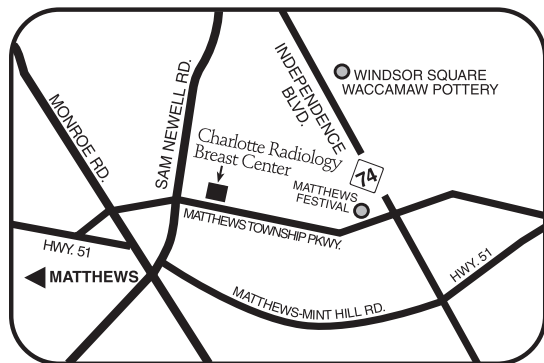 MONROE RD.
SAM NEWELL RD.
INDEPENDENCE
BLVD.
WINDSOR SQUARE
WACCAMAW POTTERY
Charlotte Radiology
Breast Center
74
MATTHEWS
FESTIVAL
MATTHEWS TOWNSHIP PKWY.
HWY. 51
MATTHEWS
MATTHEWS-MINT HILL RD.
HWY. 51